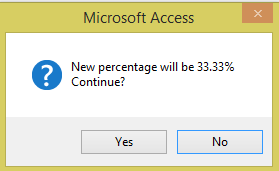 Microsoft Access
New percentage will be 33.33%
Continue?
Yes
No